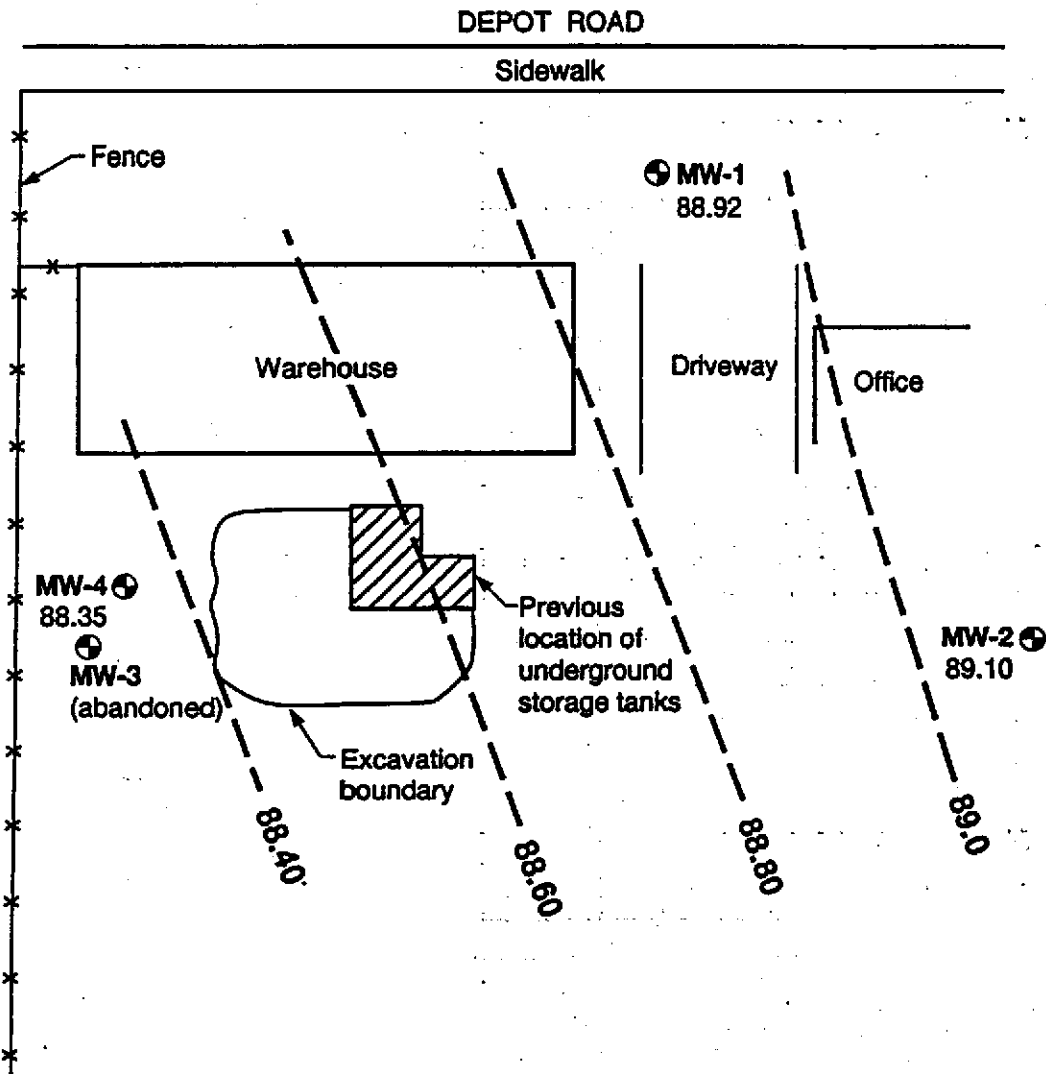 DEPOT ROAD
Sidewalk
Fence
MW-1
88.92
Warehouse
Driveway
Office
MW-4
88.35
MW-3
(abandoned)
Previous
location of
underground
storage tanks
MW-2
89.10
Excavation
boundary
88.40
88.60
88.80
89.0